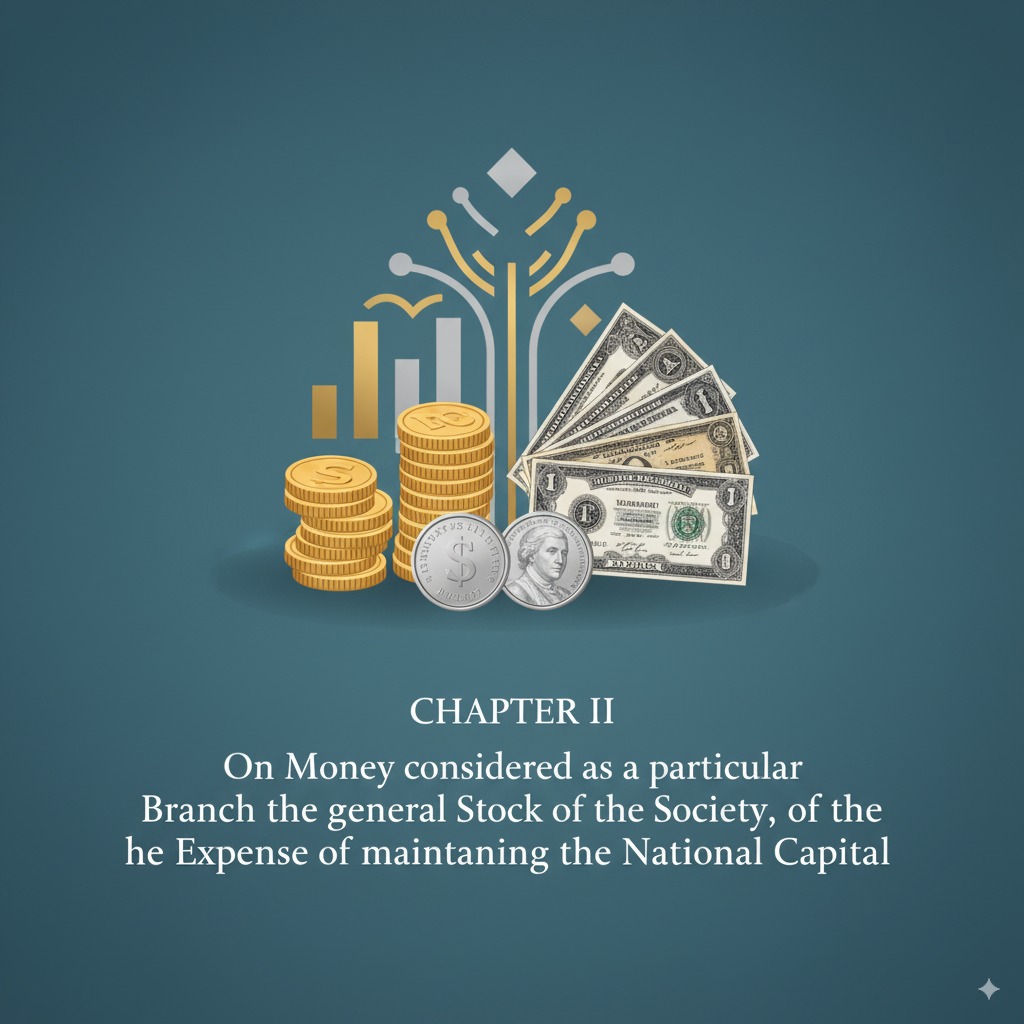 CHAPTER II
On Money considered as a particular
Branch the general Stock of the Society, of the
he Expense of maintaning the National Capital